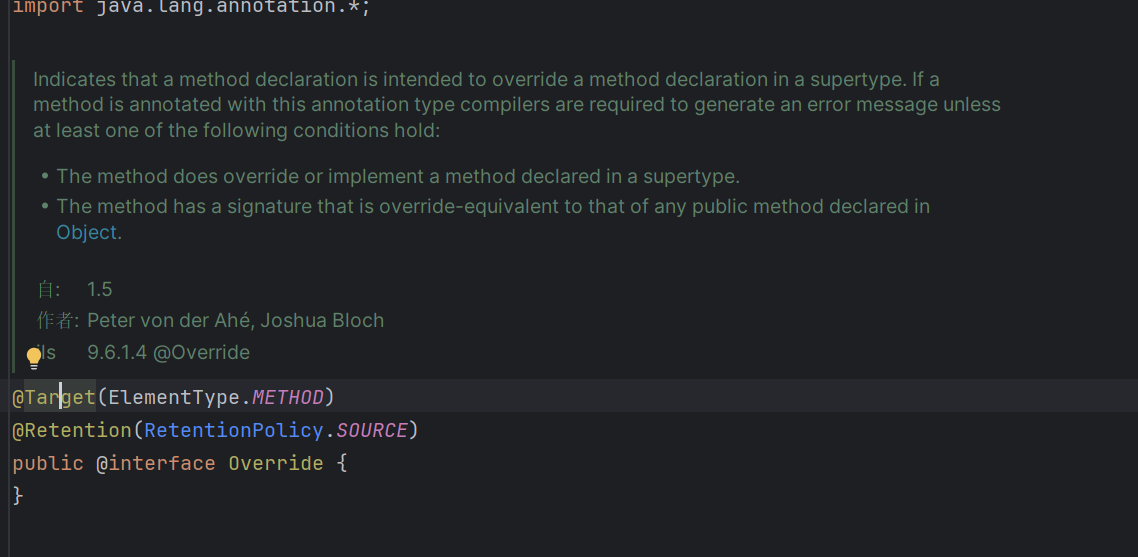 import java.lang.annotation.*;
Indicates that a method declaration is intended to override a method declaration in a supertype. If a
method is annotated with this annotation type compilers are required to generate an error message unless
at least one of the following conditions hold:
• The method does override or implement a method declared in a supertype.
• The method has a signature that is override-equivalent to that of any public method declared in
Object.
自: 1.5
作者: Peter von der Ahé, Joshua Bloch
jls 9.6.1.4 @Override
@Target(ElementType.METHOD)
@Retention(RetentionPolicy.SOURCE)
public @interface Override {
}